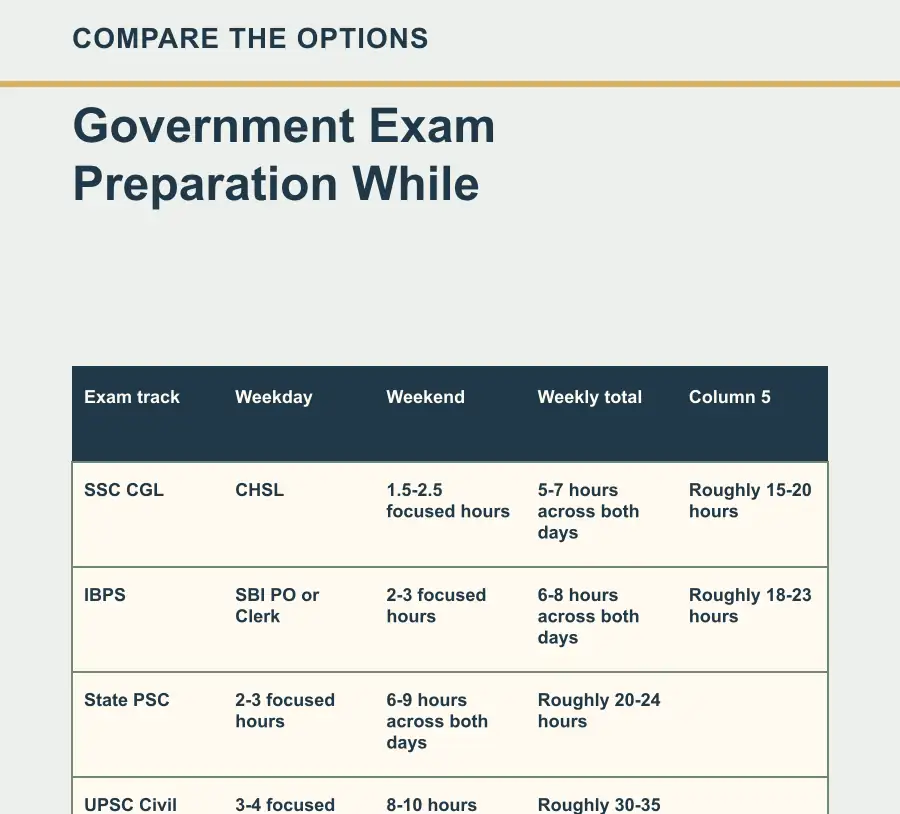 COMPARE THE OPTIONS
Government Exam
Preparation While
Exam track Weekday Weekend Weekly total Column 5
SSC CGL CHSL 1.5-2.5 5-7 hours Roughly 15-20
focused hours across both hours
days
IBPS SBI PO or 2-3 focused 6-8 hours Roughly 18-23
Clerk hours across both hours
days
State PSC 2-3 focused 6-9 hours Roughly 20-24
hours across both hours
days
UPSC Civil 3-4 focused 8-10 hours Roughly 30-35